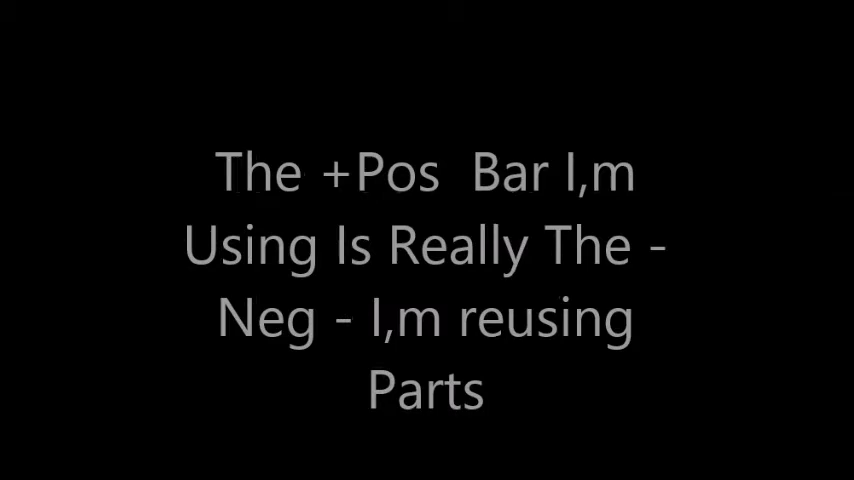 The +Pos  Bar I,m
Using Is Really The -
Neg - I,m reusing
Parts